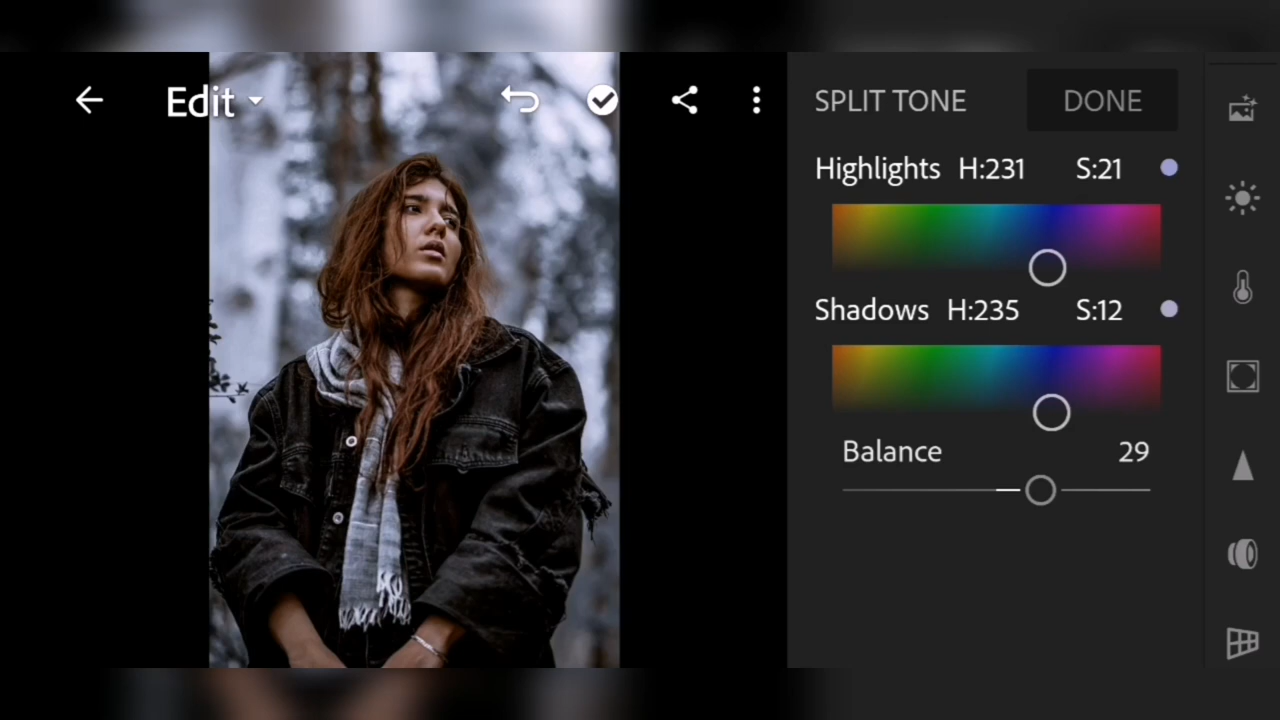 Edit
SPLIT TONE
DONE
Highlights H:231 S:21
Shadows H:235 S:12
Balance 29